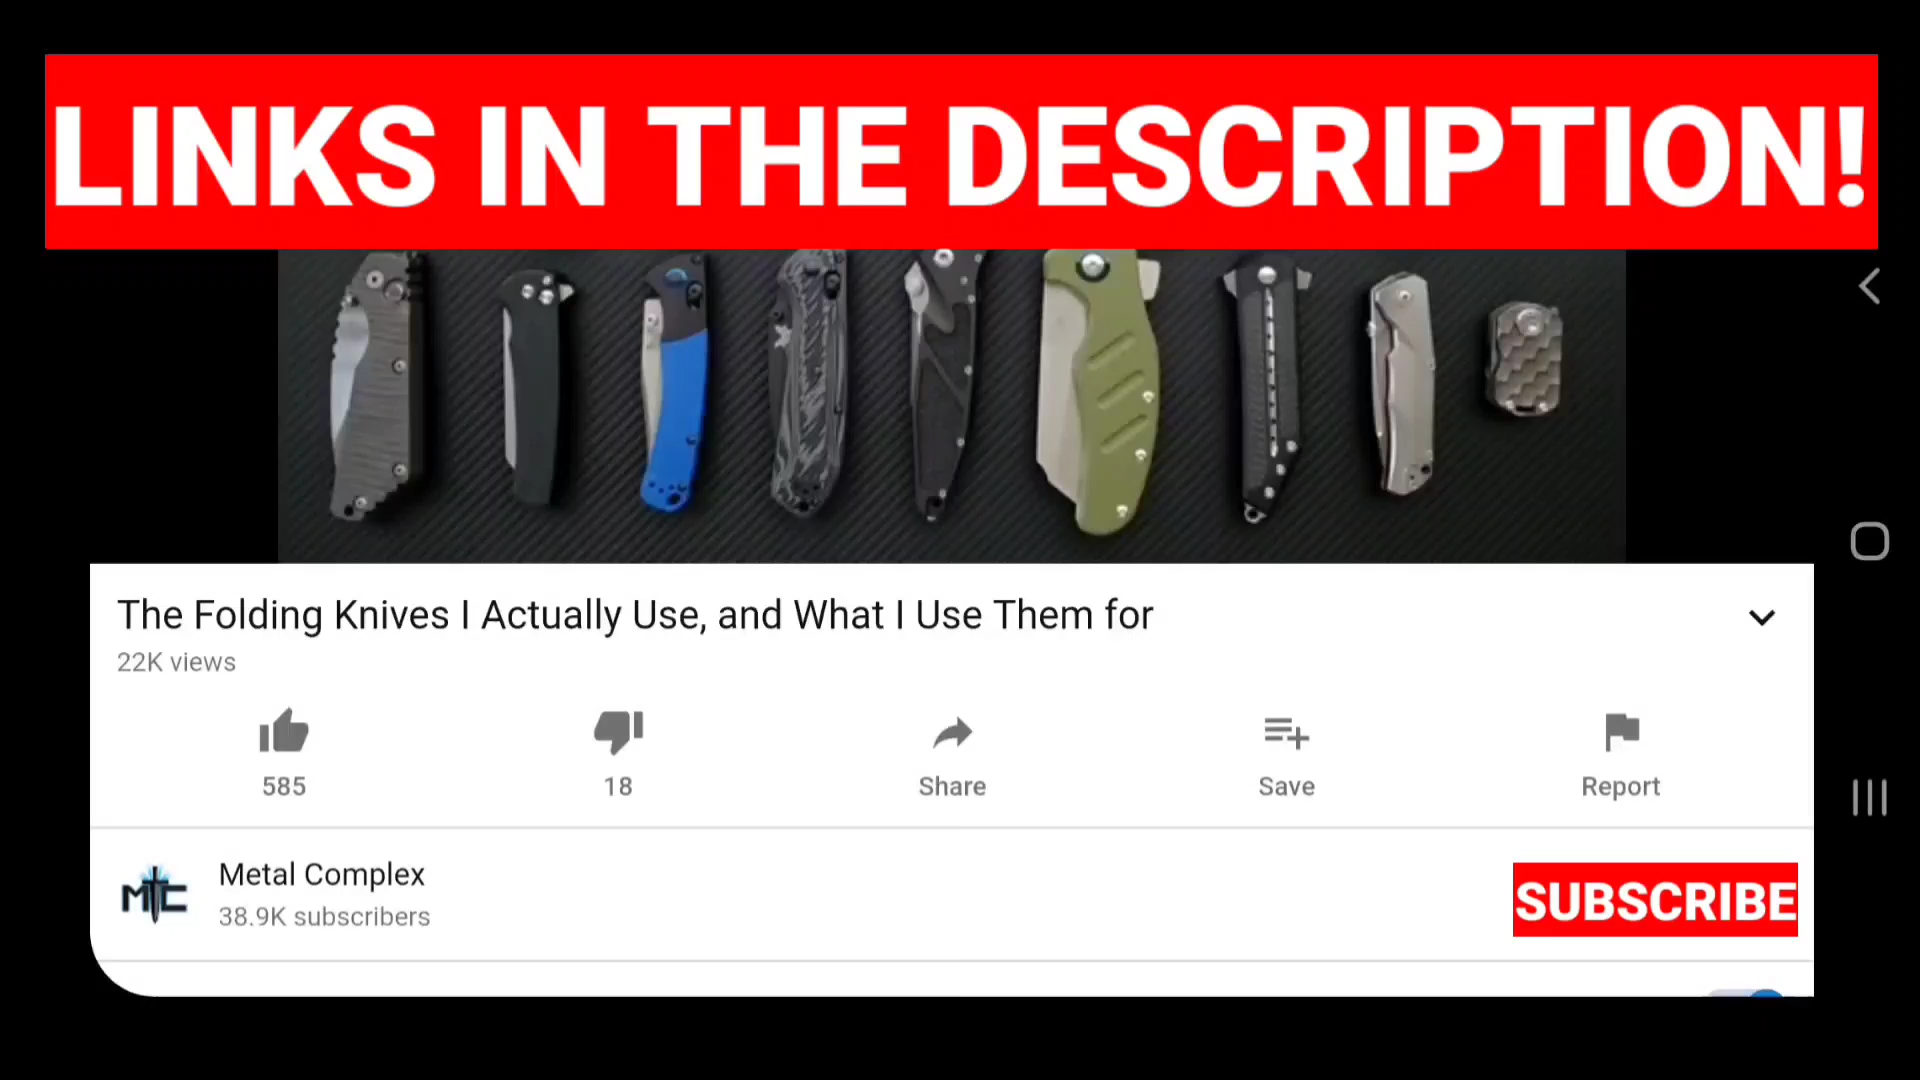 LINKS IN THE DESCRIPTION!
The Folding Knives I Actually Use, and What I Use Them for
22K views
585
18
Share
Save
Report
MTC
Metal Complex
38.9K subscribers
SUBSCRIBE